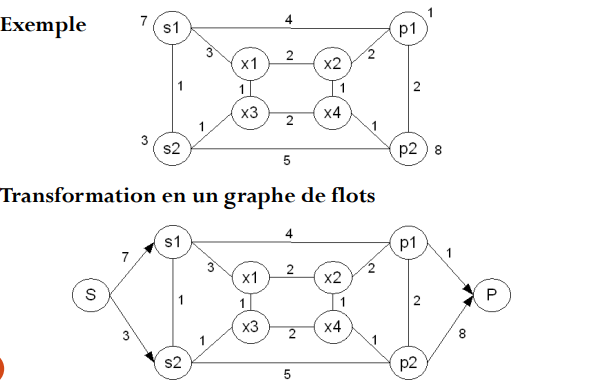 Exemple
7 s1 4 p1 1
3 x1 2 x2 2
1 1 1 2
x3 2 x4
1 1
3 s2 5 p2 8
Transformation en un graphe de flots
s1 4 p1
7 3 x1 2 x2 2 1
S 1 1 1 2 P
x3 2 x4
3 1 1 8
s2 5 p2